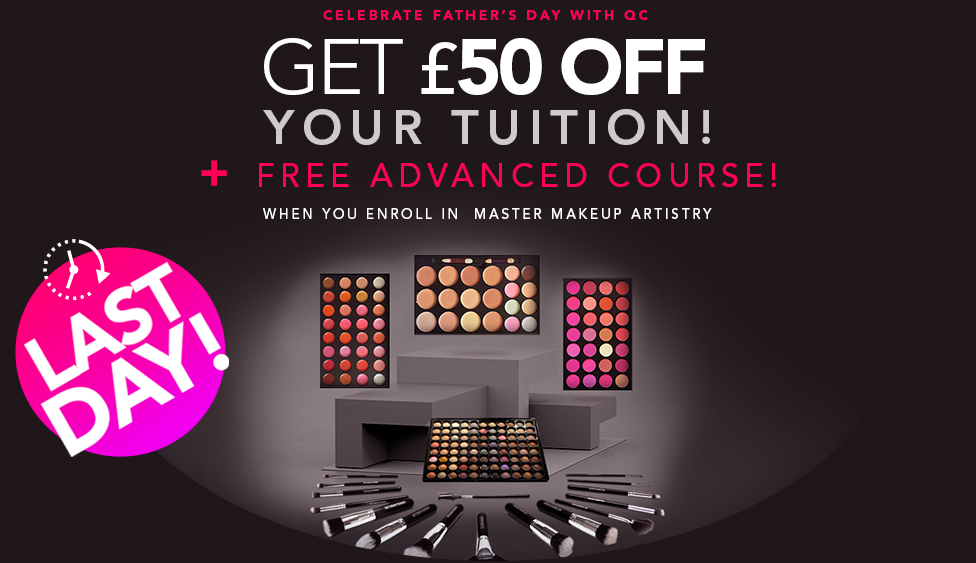 CELEBRATE FATHER'S DAY WITH QC
GET £50 OFF
YOUR TUITION!
+ FREE ADVANCED COURSE!
WHEN YOU ENROLL IN MASTER MAKEUP ARTISTRY
LAST
DAY!